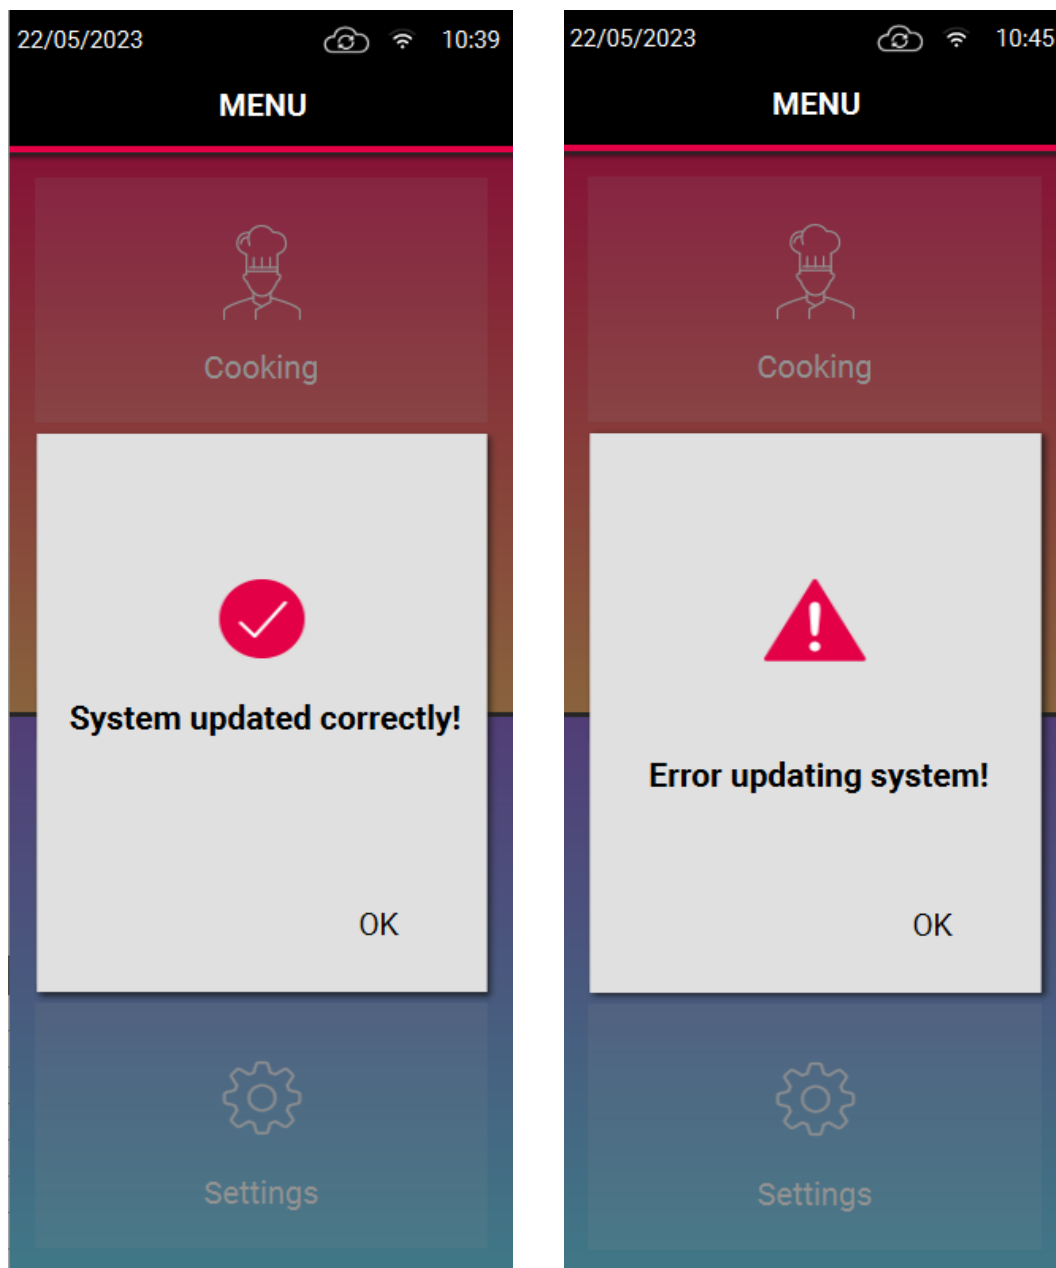 22/05/2023 10:39
MENU
Cooking
System updated correctly!
OK
Settings
22/05/2023 10:45
MENU
Cooking
Error updating system!
OK
Settings